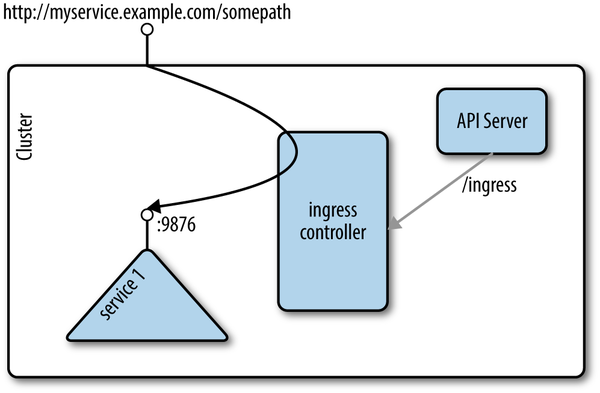 http://myservice.example.com/somepath
Cluster
API Server
/ingress
ingress
controller
:9876
service 1